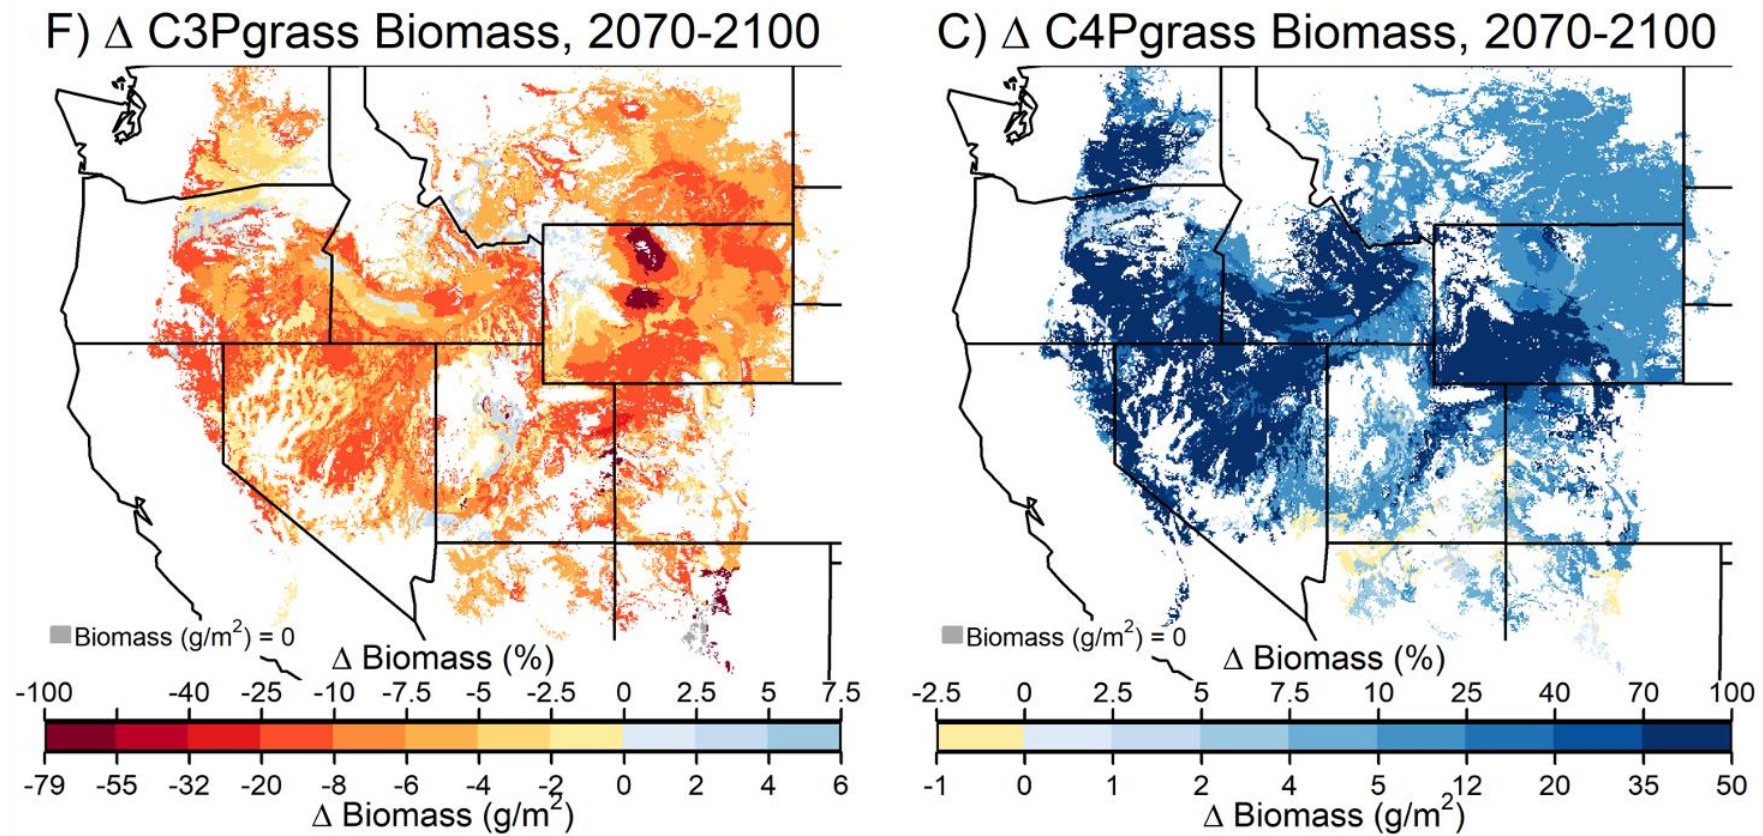 F) Δ C3Pgrass Biomass, 2070-2100
Biomass (g/m²) = 0
Δ Biomass (%)
-100 -40 -25 -10 -7.5 -5 -2.5 0 2.5 5 7.5
-79 -55 -32 -20 -8 -6 -4 -2 0 2 4 6
Δ Biomass (g/m²)
C) Δ C4Pgrass Biomass, 2070-2100
Biomass (g/m²) = 0
Δ Biomass (%)
-2.5 0 2.5 5 7.5 10 25 40 70 100
-1 0 1 2 4 5 12 20 35 50
Δ Biomass (g/m²)